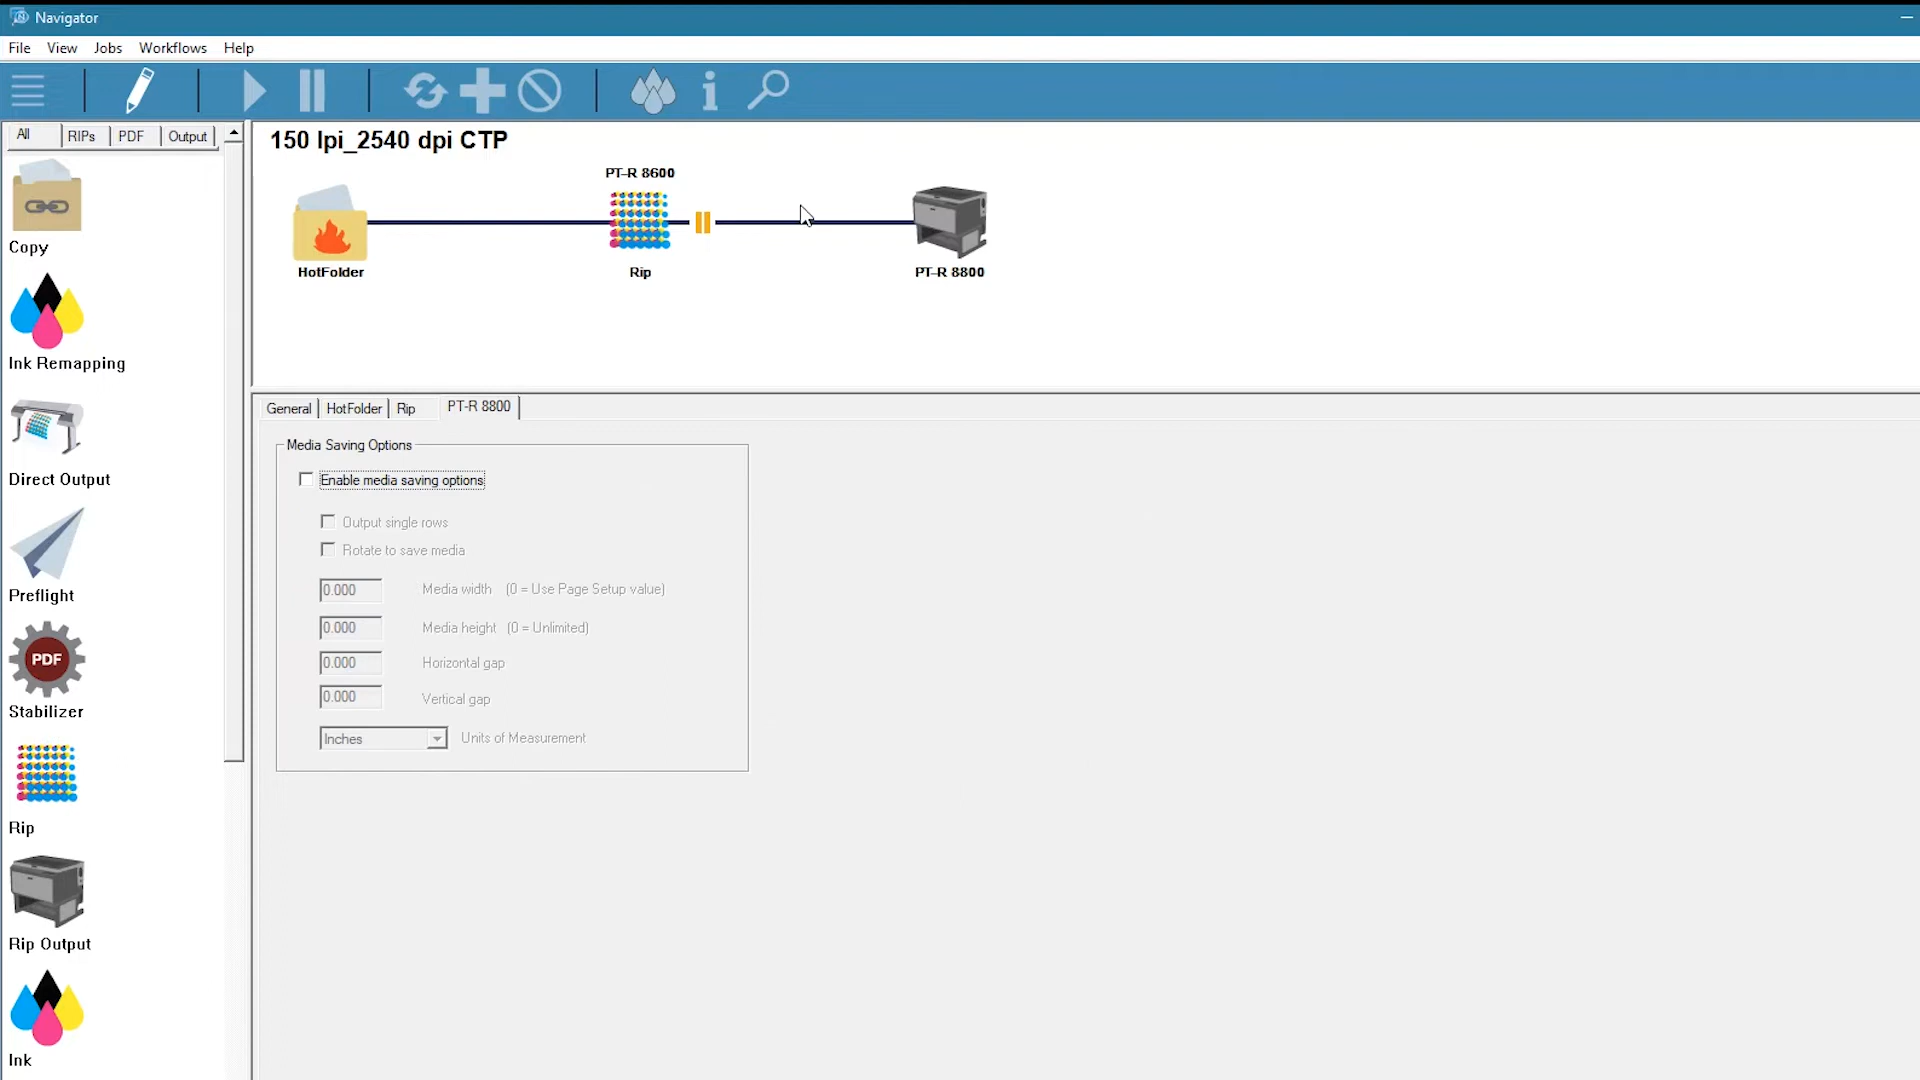 Navigator
File View Jobs Workflows Help
All RIPs PDF Output
150 lpi_2540 dpi CTP
PT-R 8600
HotFolder Rip PT-R 8800
Copy
Ink Remapping
Direct Output
Preflight
PDF
Stabilizer
Rip
Rip Output
Ink
General HotFolder Rip PT-R 8800
Media Saving Options
Enable media saving options
Output single rows
Rotate to save media
0.000 Media width (0 = Use Page Setup value)
0.000 Media height (0 = Unlimited)
0.000 Horizontal gap
0.000 Vertical gap
Inches Units of Measurement